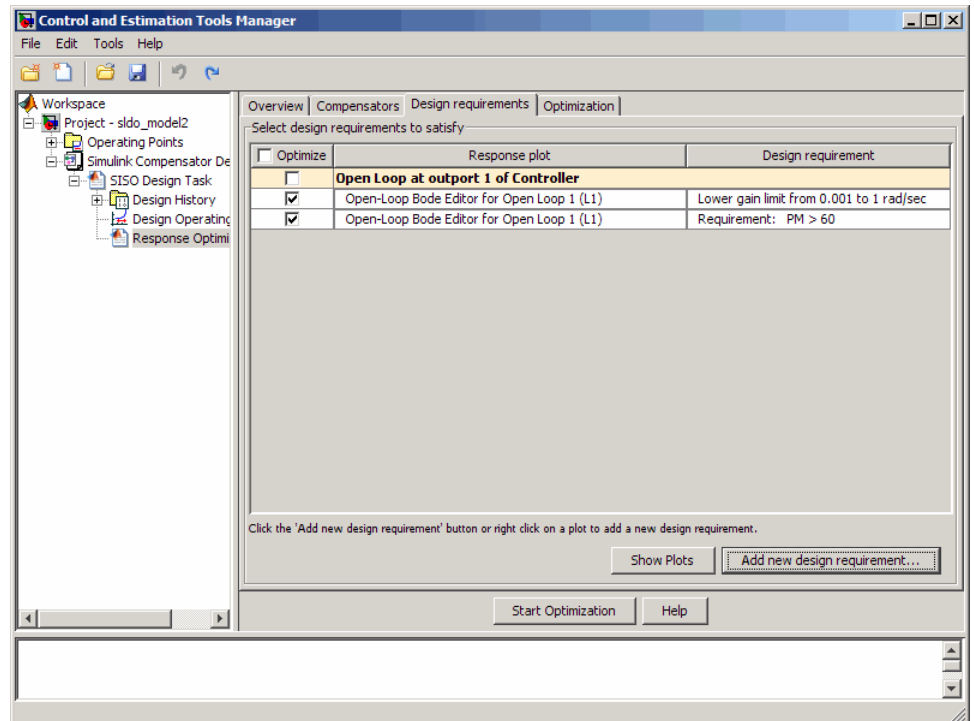 Control and Estimation Tools Manager
File Edit Tools Help
Workspace
Project - sldo_model2
Operating Points
Simulink Compensator De
SISO Design Task
Design History
Design Operating
Response Optimi
Overview Compensators Design requirements Optimization
Select design requirements to satisfy
Optimize Response plot Design requirement
Open Loop at outport 1 of Controller
Open-Loop Bode Editor for Open Loop 1 (L1) Lower gain limit from 0.001 to 1 rad/sec
Open-Loop Bode Editor for Open Loop 1 (L1) Requirement: PM > 60
Click the 'Add new design requirement' button or right click on a plot to add a new design requirement.
Show Plots Add new design requirement...
Start Optimization Help